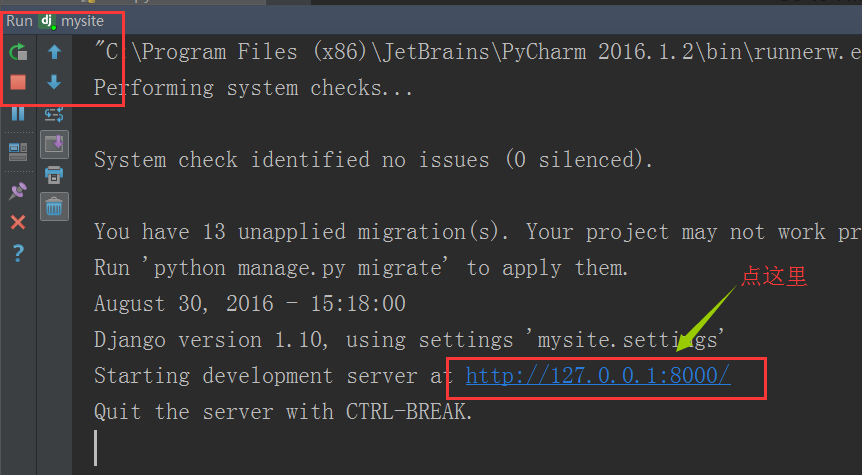 Run dj mysite
"C:\Program Files (x86)\JetBrains\PyCharm 2016.1.2\bin\runnerw.e
Performing system checks...
System check identified no issues (0 silenced).
You have 13 unapplied migration(s). Your project may not work pr
Run 'python manage.py migrate' to apply them.
点这里
August 30, 2016 - 15:18:00
Django version 1.10, using settings 'mysite.settings'
Starting development server at http://127.0.0.1:8000/
Quit the server with CTRL-BREAK.